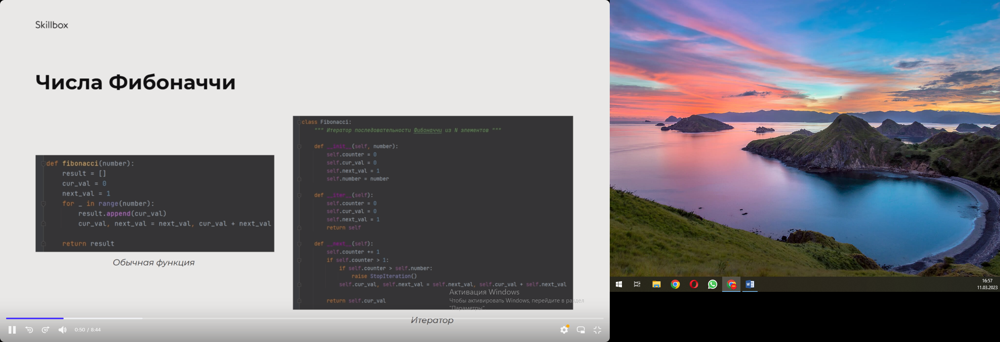 Skillbox
Числа Фибоначчи
def fibonacci(number):
result = []
cur_val = 0
next_val = 1
for _ in range(number):
result.append(cur_val)
cur_val, next_val = next_val, cur_val + next_val
return result
Обычная функция
class Fibonacci:
""" Итератор последовательности Фибоначчи из N элементов """
def __init__(self, number):
self.counter = 0
self.cur_val = 0
self.next_val = 1
self.number = number
def __iter__(self):
self.counter = 0
self.cur_val = 0
self.next_val = 1
return self
def __next__(self):
self.counter += 1
if self.counter > 1:
if self.counter > self.number:
raise StopIteration()
self.cur_val, self.next_val = self.next_val, self.cur_val + self.next_val
return self.cur_val
Итератор
Активация Windows
Чтобы активировать Windows, перейдите в раздел
"Параметры".
10
10
0:50 / 8:44
W
16:57
11.03.2023